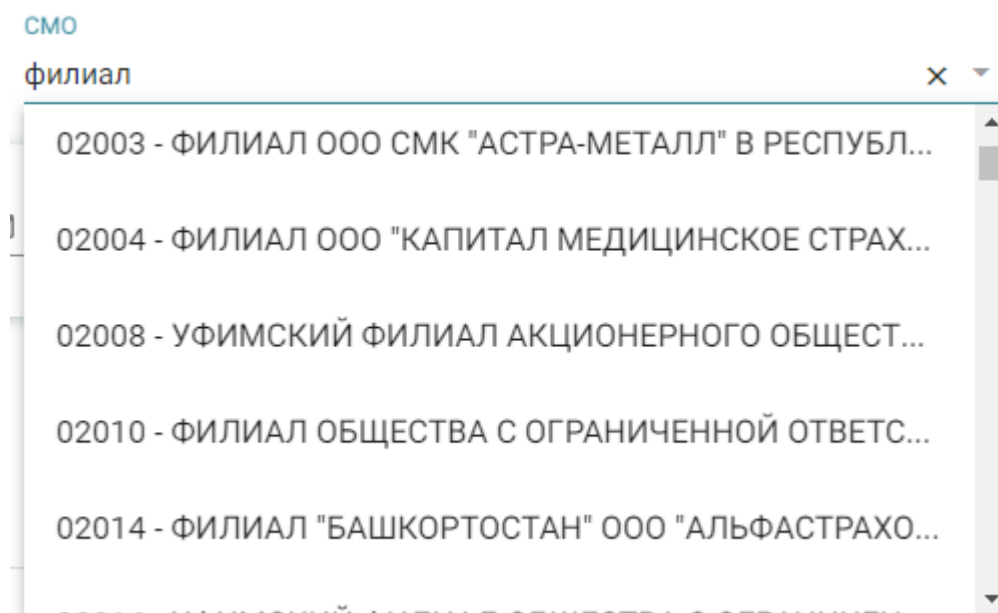 СМО
филиал
02003 - ФИЛИАЛ ООО СМК "АСТРА-МЕТАЛЛ" В РЕСПУБЛ...
02004 - ФИЛИАЛ ООО "КАПИТАЛ МЕДИЦИНСКОЕ СТРАХ...
02008 - УФИМСКИЙ ФИЛИАЛ АКЦИОНЕРНОГО ОБЩЕСТ...
02010 - ФИЛИАЛ ОБЩЕСТВА С ОГРАНИЧЕННОЙ ОТВЕТС...
02014 - ФИЛИАЛ "БАШКОРТОСТАН" ООО "АЛЬФАСТРАХО...